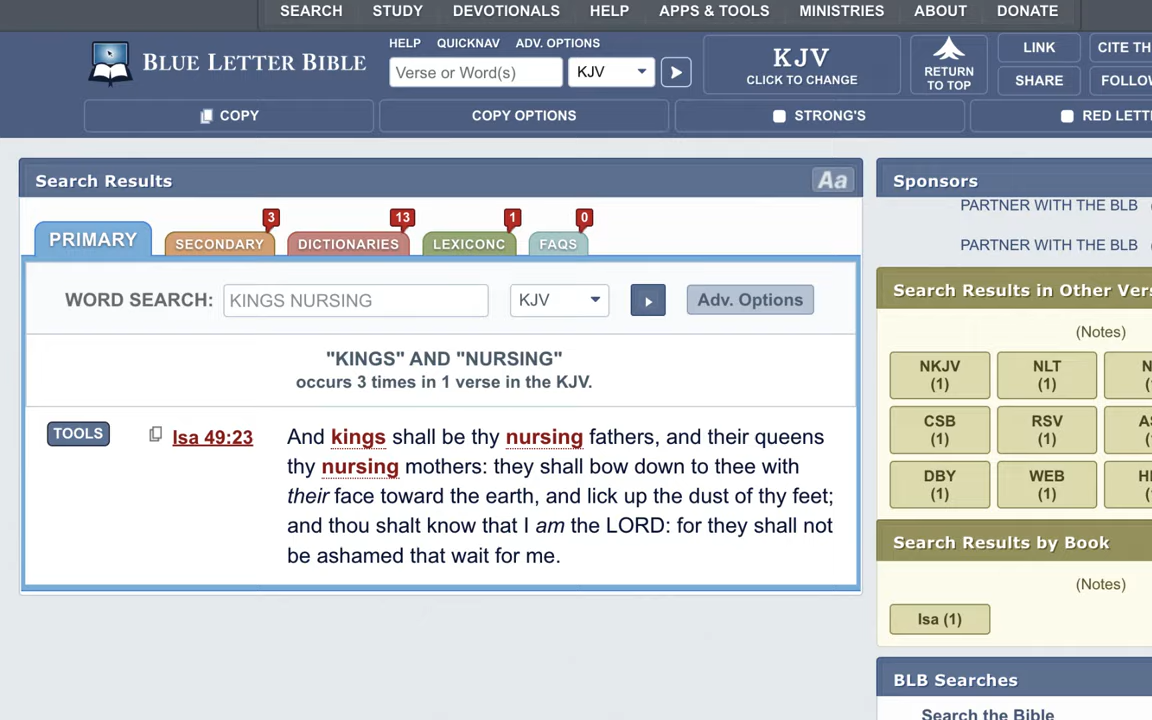 SEARCH STUDY DEVOTIONALS HELP APPS & TOOLS MINISTRIES ABOUT DONATE
HELP QUICKNAV ADV. OPTIONS
BLUE LETTER BIBLE
Verse or Word(s) KJV
KJV
CLICK TO CHANGE
RETURN
TO TOP
LINK CITE TH
SHARE FOLLOW
COPY COPY OPTIONS STRONG'S RED LETT
Search Results Aa
3 13 1 0
PRIMARY SECONDARY DICTIONARIES LEXICONC FAQS
WORD SEARCH: KINGS NURSING KJV Adv. Options
"KINGS" AND "NURSING"
occurs 3 times in 1 verse in the KJV.
TOOLS Isa 49:23 And kings shall be thy nursing fathers, and their queens
thy nursing mothers: they shall bow down to thee with
their face toward the earth, and lick up the dust of thy feet;
and thou shalt know that I am the LORD: for they shall not
be ashamed that wait for me.
Sponsors
PARTNER WITH THE BLB (
PARTNER WITH THE BLB (
Search Results in Other Vers
(Notes)
NKJV NLT N
(1) (1) (
CSB RSV AS
(1) (1) (
DBY WEB H
(1) (1) (
Search Results by Book
(Notes)
Isa (1)
BLB Searches
Search the Bible